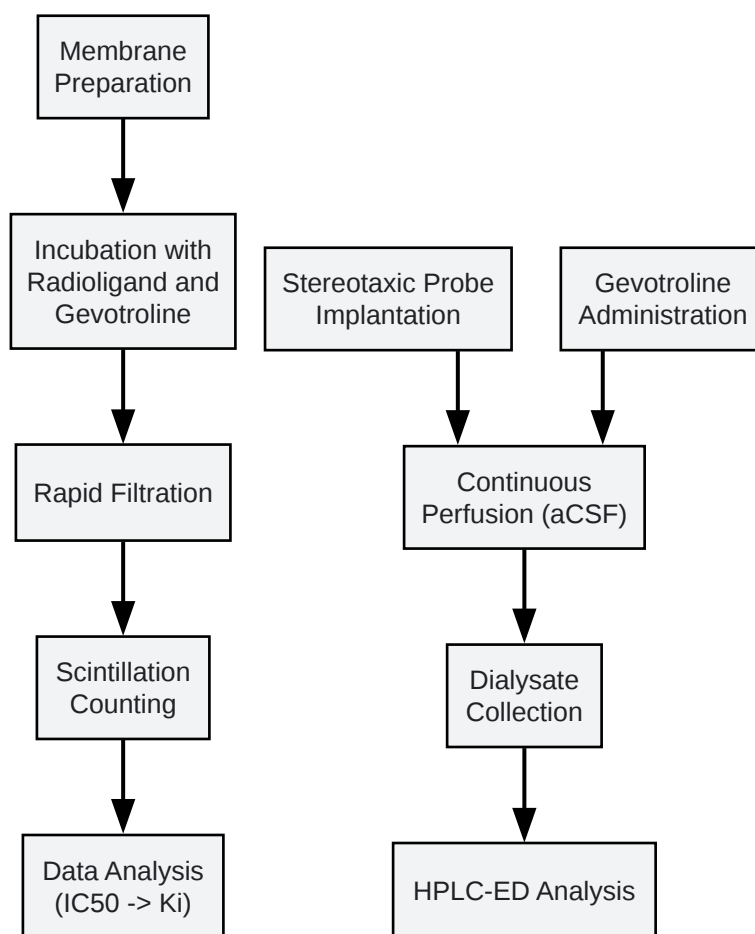 Membrane
Preparation
Incubation with
Radioligand and
Gevotroline
Rapid Filtration
Scintillation
Counting
Data Analysis
(IC50 -> Ki)
Stereotaxic Probe
Implantation
Gevotroline
Administration
Continuous
Perfusion (aCSF)
Dialysate
Collection
HPLC-ED Analysis